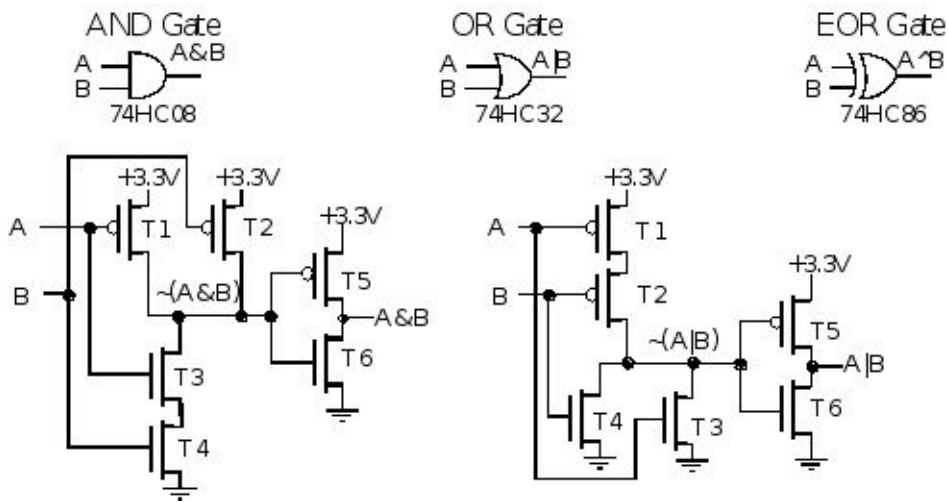 AND Gate
A
B
A&B
74HC08
OR Gate
A
B
A|B
74HC32
EOR Gate
A
B
A^B
74HC86
+3.3V
+3.3V
A
T1
T2
+3.3V
B
~(A&B)
T5
A&B
T6
T3
T4
+3.3V
A
T1
B
T2
+3.3V
~(A|B)
T5
A|B
T4
T3
T6